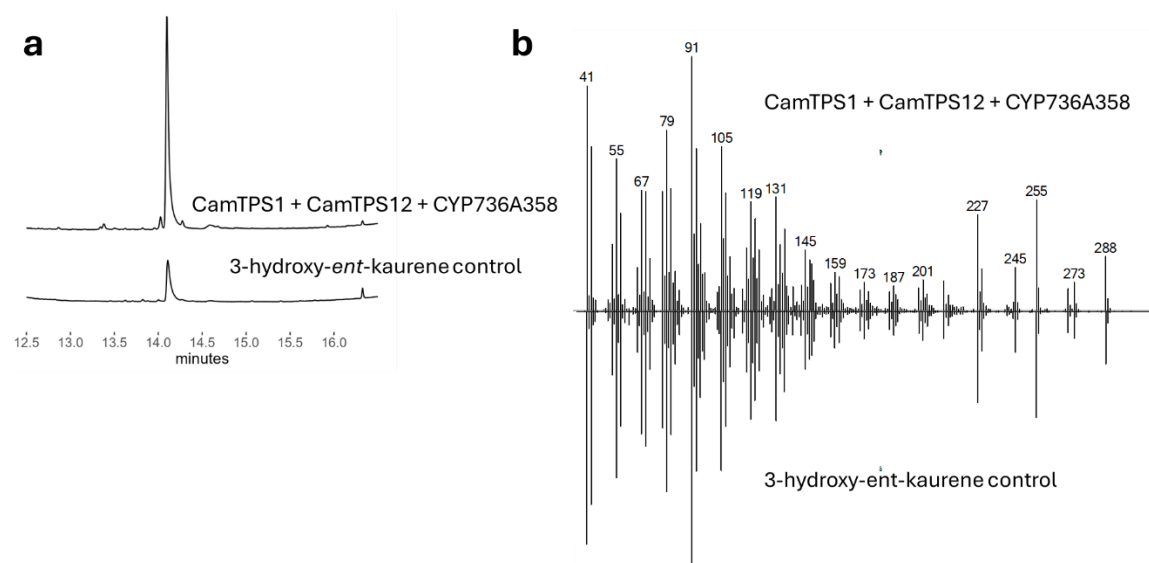 a
CamTPS1 + CamTPS12 + CYP736A358
3-hydroxy-ent-kaurene control
12.5 13.0 13.5 14.0 14.5 15.0 15.5 16.0
minutes
b
91
41
CamTPS1 + CamTPS12 + CYP736A358
79
105
55
67
119 131
255
227
145
288
245
159
273
173 187 201
3-hydroxy-ent-kaurene control